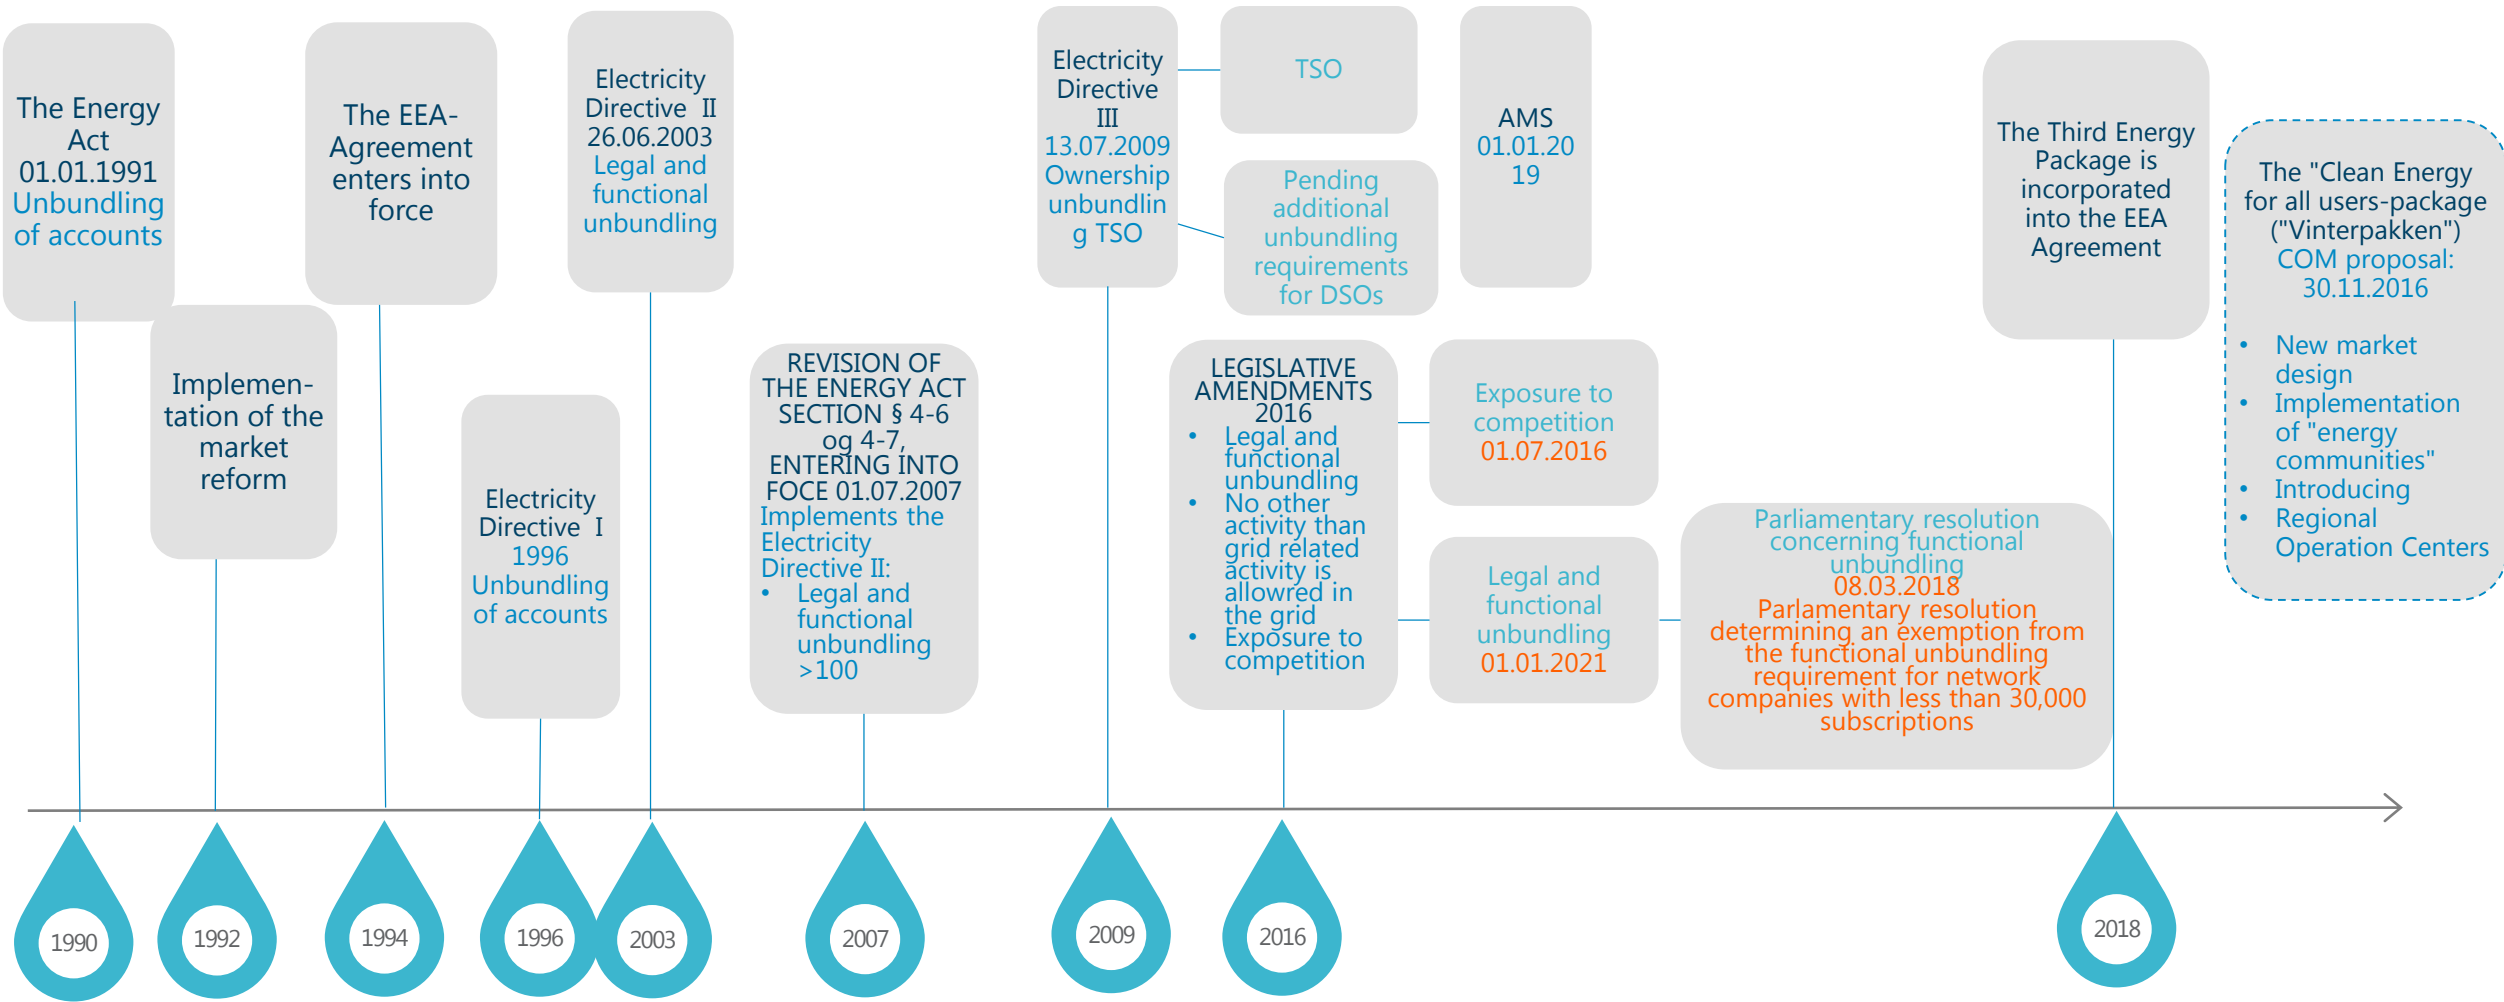 The Energy
Act
01.01.1991
Unbundling
of accounts
Implemen-
tation of the
market
reform
The EEA-
Agreement
enters into
force
Electricity
Directive I
1996
Unbundling
of accounts
Electricity
Directive II
26.06.2003
Legal and
functional
unbundling
REVISION OF
THE ENERGY ACT
SECTION § 4-6
og 4-7,
ENTERING INTO
FOCE 01.07.2007
Implements the
Electricity
Directive II:
• Legal and
functional
unbundling
>100
Electricity
Directive
III
13.07.2009
Ownership
unbundlin
g TSO
TSO
Pending
additional
unbundling
requirements
for DSOs
AMS
01.01.20
19
LEGISLATIVE
AMENDMENTS
2016
• Legal and
functional
unbundling
• No other
activity than
grid related
activity is
allowred in
the grid
• Exposure to
competition
Exposure to
competition
01.07.2016
Legal and
functional
unbundling
01.01.2021
Parliamentary resolution
concerning functional
unbundling
08.03.2018
Parlamentary resolution
determining an exemption from
the functional unbundling
requirement for network
companies with less than 30,000
subscriptions
The Third Energy
Package is
incorporated
into the EEA
Agreement
The "Clean Energy
for all users-package
("Vinterpakken")
COM proposal:
30.11.2016
• New market
design
• Implementation
of "energy
communities"
• Introducing
• Regional
Operation Centers
1990
1992
1994
1996
2003
2007
2009
2016
2018